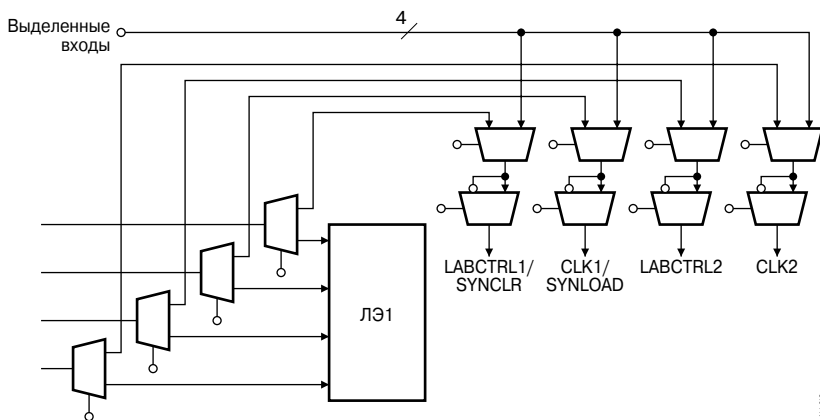 4
Выделенные
входы
LABCTRL1/
SYNCLR
CLK1/
SYNLOAD
LABCTRL2
CLK2
ЛЭ1